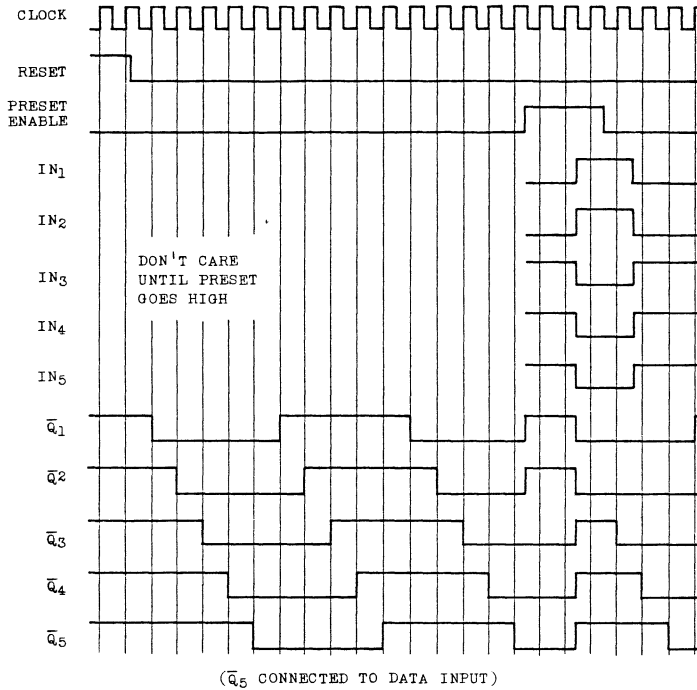 CLOCK
RESET
PRESET
ENABLE
IN₁
IN₂
IN₃
IN₄
IN₅
DON'T CARE
UNTIL PRESET
GOES HIGH
Q̅₁
Q̅₂
Q̅₃
Q̅₄
Q̅₅
(Q̅₅ CONNECTED TO DATA INPUT)